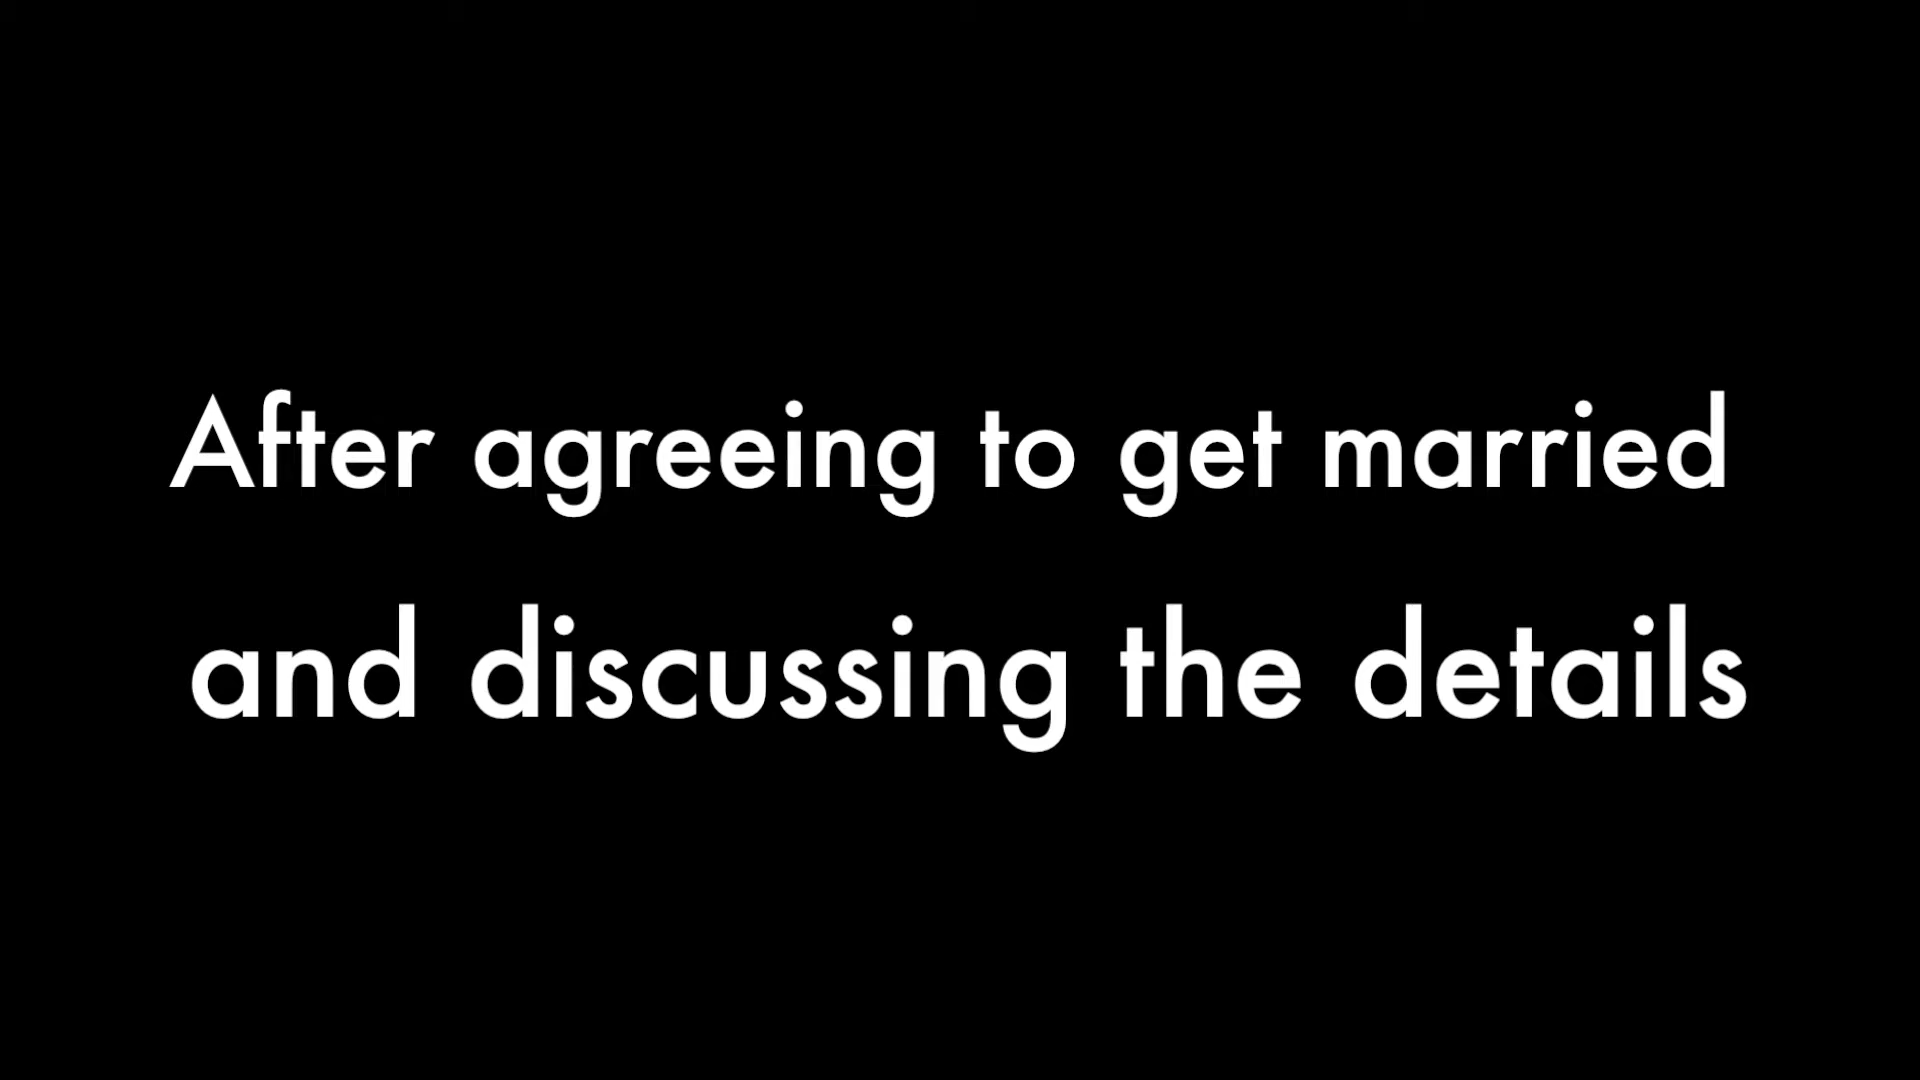 After agreeing to get married
and discussing the details